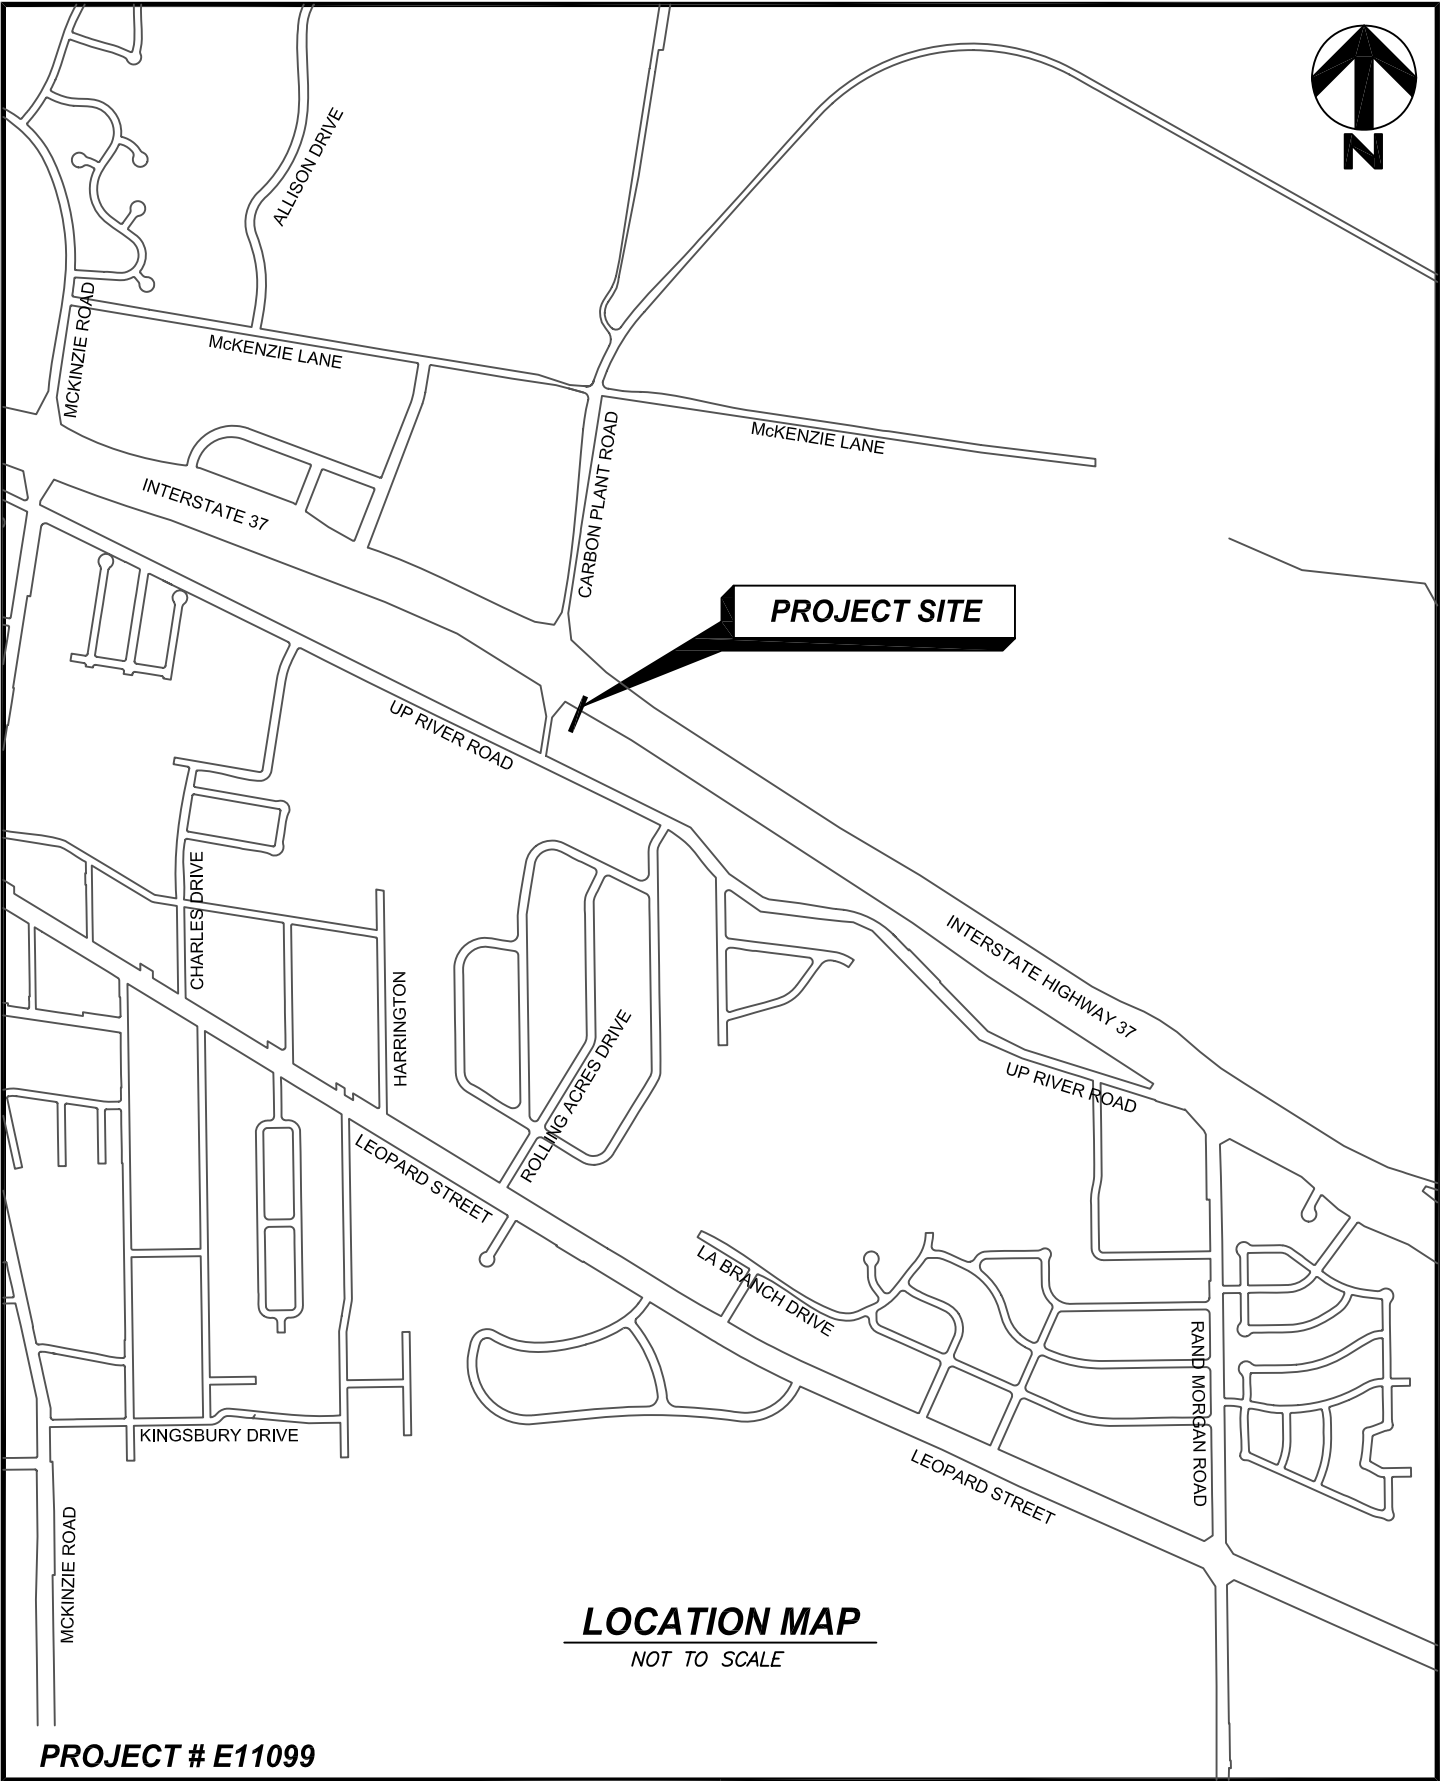 N
ALLISON DRIVE
MCKINZIE ROAD
McKENZIE LANE
McKENZIE LANE
CARBON PLANT ROAD
INTERSTATE 37
PROJECT SITE
UP RIVER ROAD
CHARLES DRIVE
HARRINGTON
INTERSTATE HIGHWAY 37
ROLLING ACRES DRIVE
UP RIVER ROAD
LEOPARD STREET
LA BRANCH DRIVE
RAND MORGAN ROAD
KINGSBURY DRIVE
LEOPARD STREET
MCKINZIE ROAD
LOCATION MAP
NOT TO SCALE
PROJECT # E11099